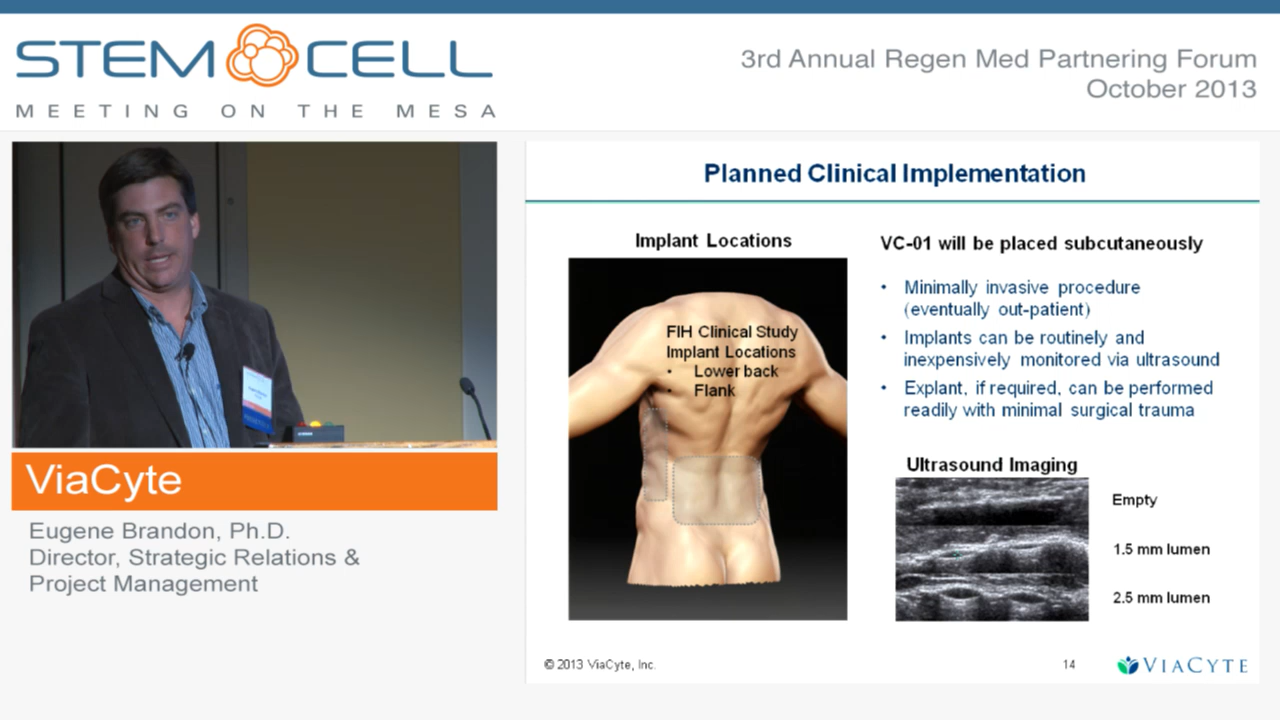 STEM CELL
MEETING ON THE MESA
3rd Annual Regen Med Partnering Forum
October 2013
ViaCyte
Eugene Brandon, Ph.D.
Director, Strategic Relations &
Project Management
Planned Clinical Implementation
Implant Locations
FIH Clinical Study
Implant Locations
• Lower back
• Flank
VC-01 will be placed subcutaneously
• Minimally invasive procedure
(eventually out-patient)
• Implants can be routinely and
inexpensively monitored via ultrasound
• Explant, if required, can be performed
readily with minimal surgical trauma
Ultrasound Imaging
Empty
1.5 mm lumen
2.5 mm lumen
© 2013 ViaCyte, Inc.
14
VIACYTE